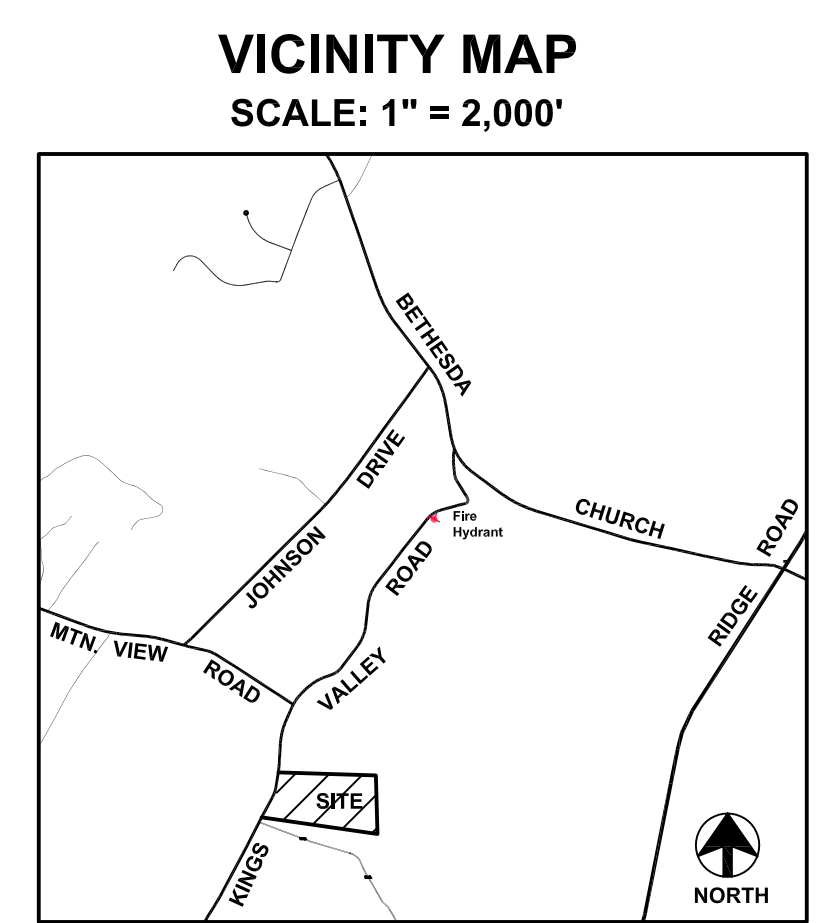 VICINITY MAP
SCALE: 1" = 2,000'
BETHESDA
CHURCH
ROAD
RIDGE
ROAD
DRIVE
JOHNSON
Fire
Hydrant
MTN. VIEW ROAD
VALLEY
KINGS
SITE
NORTH